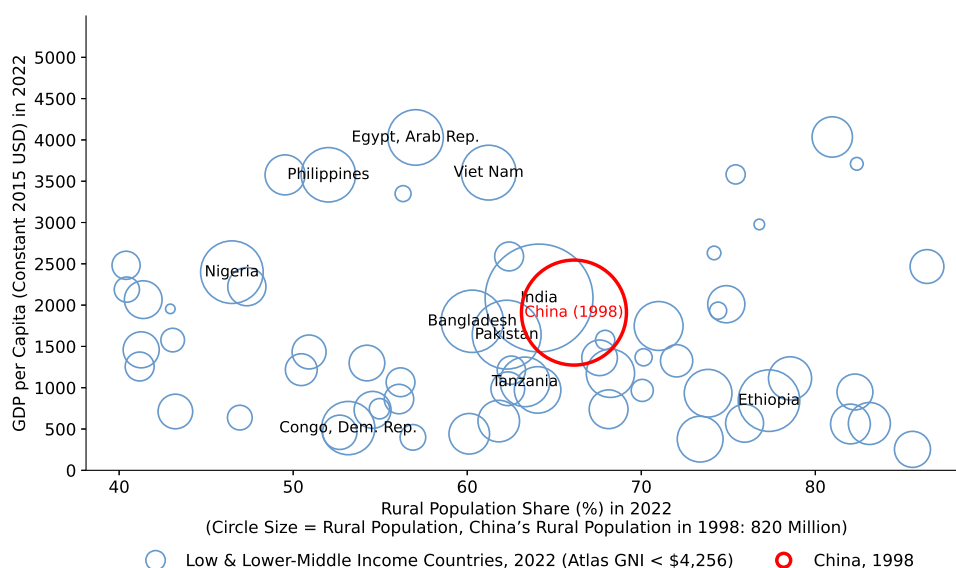 GDP per Capita (Constant 2015 USD) in 2022
5000
4500
4000
3500
3000
2500
2000
1500
1000
500
0
Egypt, Arab Rep.
Philippines
Viet Nam
Nigeria
India
China (1998)
Bangladesh
Pakistan
Tanzania
Ethiopia
Congo, Dem. Rep.
40 50 60 70 80
Rural Population Share (%) in 2022
(Circle Size = Rural Population, China’s Rural Population in 1998: 820 Million)
Low & Lower-Middle Income Countries, 2022 (Atlas GNI < $4,256)
China, 1998